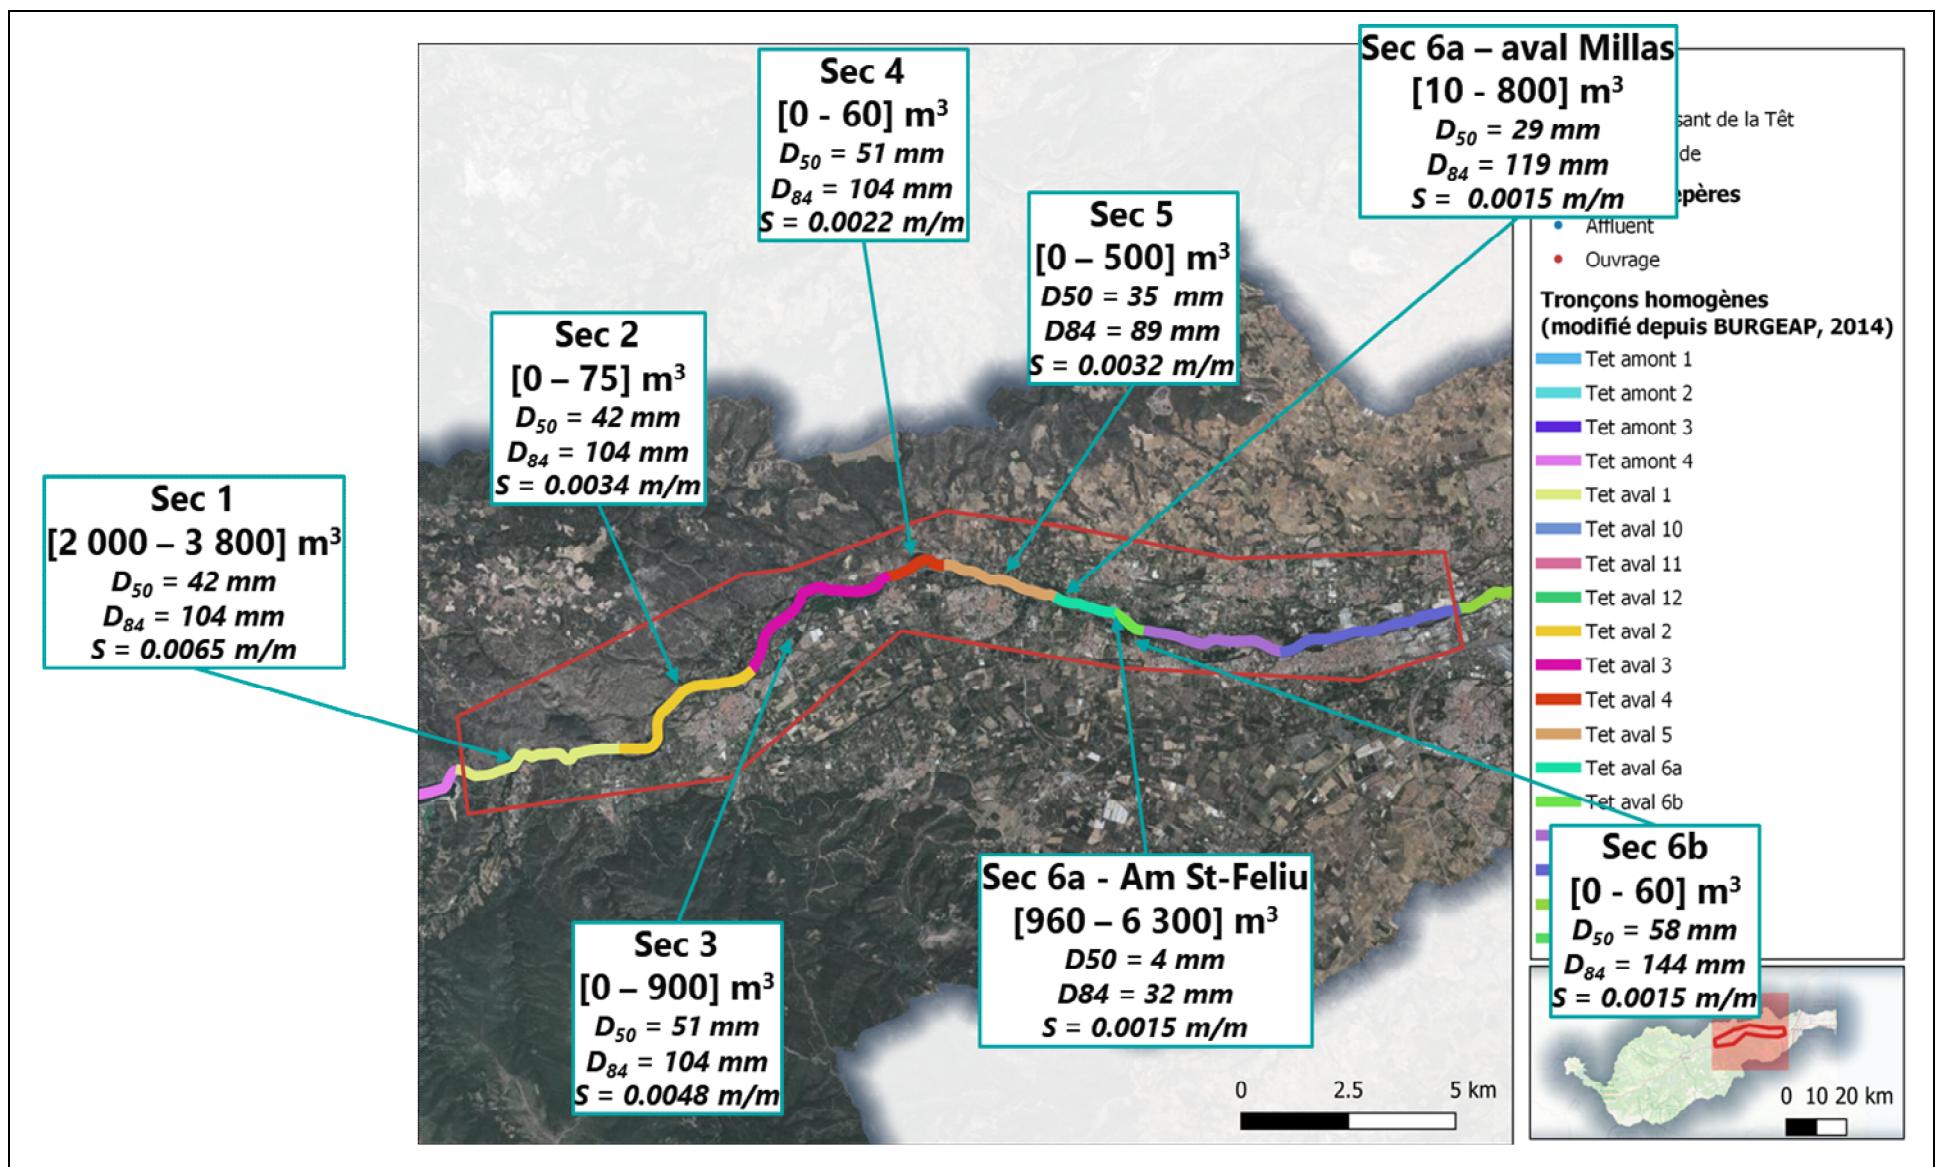 Sec 4
[0 - 60] m³
D₅₀ = 51 mm
D₈₄ = 104 mm
S = 0.0022 m/m
Sec 6a – aval Millas
[10 - 800] m³
D₅₀ = 29 mm
D₈₄ = 119 mm
S = 0.0015 m/m
Sec 5
[0 – 500] m³
D50 = 35 mm
D84 = 89 mm
S = 0.0032 m/m
Sec 2
[0 – 75] m³
D₅₀ = 42 mm
D₈₄ = 104 mm
S = 0.0034 m/m
Sec 1
[2 000 – 3 800] m³
D₅₀ = 42 mm
D₈₄ = 104 mm
S = 0.0065 m/m
Sec 3
[0 – 900] m³
D₅₀ = 51 mm
D₈₄ = 104 mm
S = 0.0048 m/m
Sec 6a - Am St-Feliu
[960 – 6 300] m³
D50 = 4 mm
D84 = 32 mm
S = 0.0015 m/m
Sec 6b
[0 - 60] m³
D₅₀ = 58 mm
D₈₄ = 144 mm
S = 0.0015 m/m
de la Têt
de
Affluent
Ouvrage
Tronçons homogènes
(modifié depuis BURGEAP, 2014)
Tet amont 1
Tet amont 2
Tet amont 3
Tet amont 4
Tet aval 1
Tet aval 10
Tet aval 11
Tet aval 12
Tet aval 2
Tet aval 3
Tet aval 4
Tet aval 5
Tet aval 6a
Tet aval 6b
0 2.5 5 km
0 10 20 km